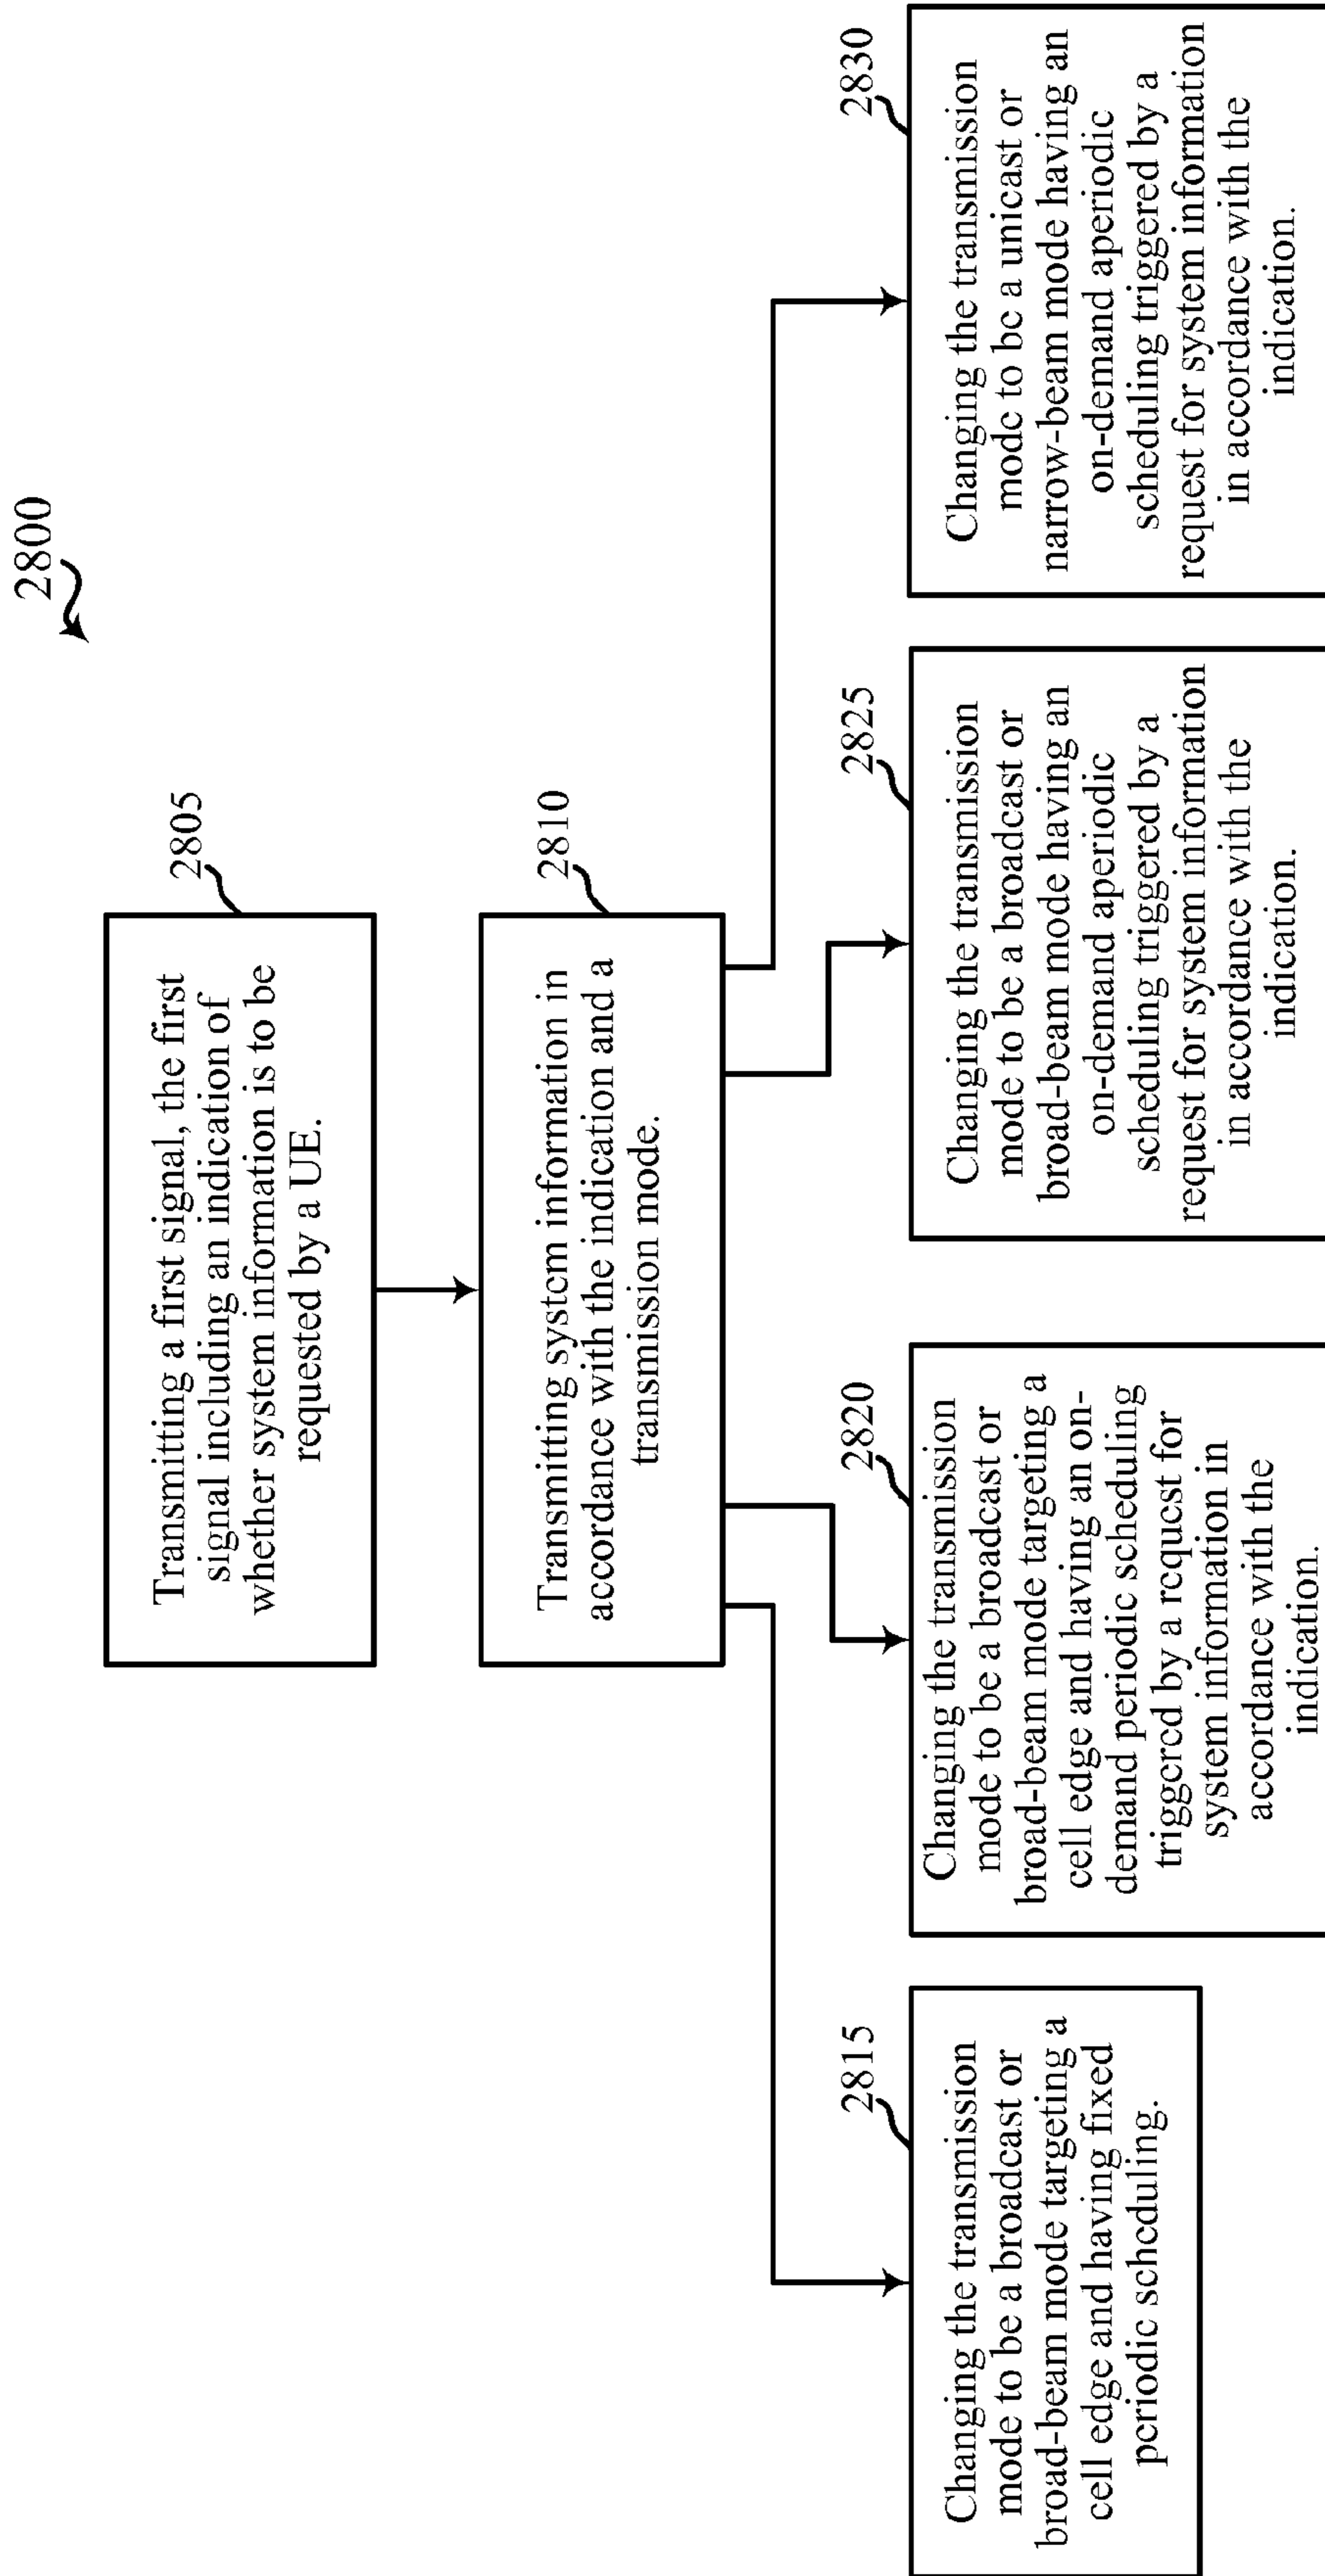 2800
2805
Transmitting a first signal, the first
signal including an indication of
whether system information is to be
requested by a UE.
2810
Transmitting system information in
accordance with the indication and a
transmission mode.
2815
Changing the transmission
mode to be a broadcast or
broad-beam mode targeting a
cell edge and having fixed
periodic scheduling.
2820
Changing the transmission
mode to be a broadcast or
broad-beam mode targeting a
cell edge and having an on-
demand periodic scheduling
triggered by a request for
system information in
accordance with the
indication.
2825
Changing the transmission
mode to be a broadcast or
broad-beam mode having an
on-demand aperiodic
scheduling triggered by a
request for system information
in accordance with the
indication.
2830
Changing the transmission
mode to be a unicast or
narrow-beam mode having an
on-demand aperiodic
scheduling triggered by a
request for system information
in accordance with the
indication.